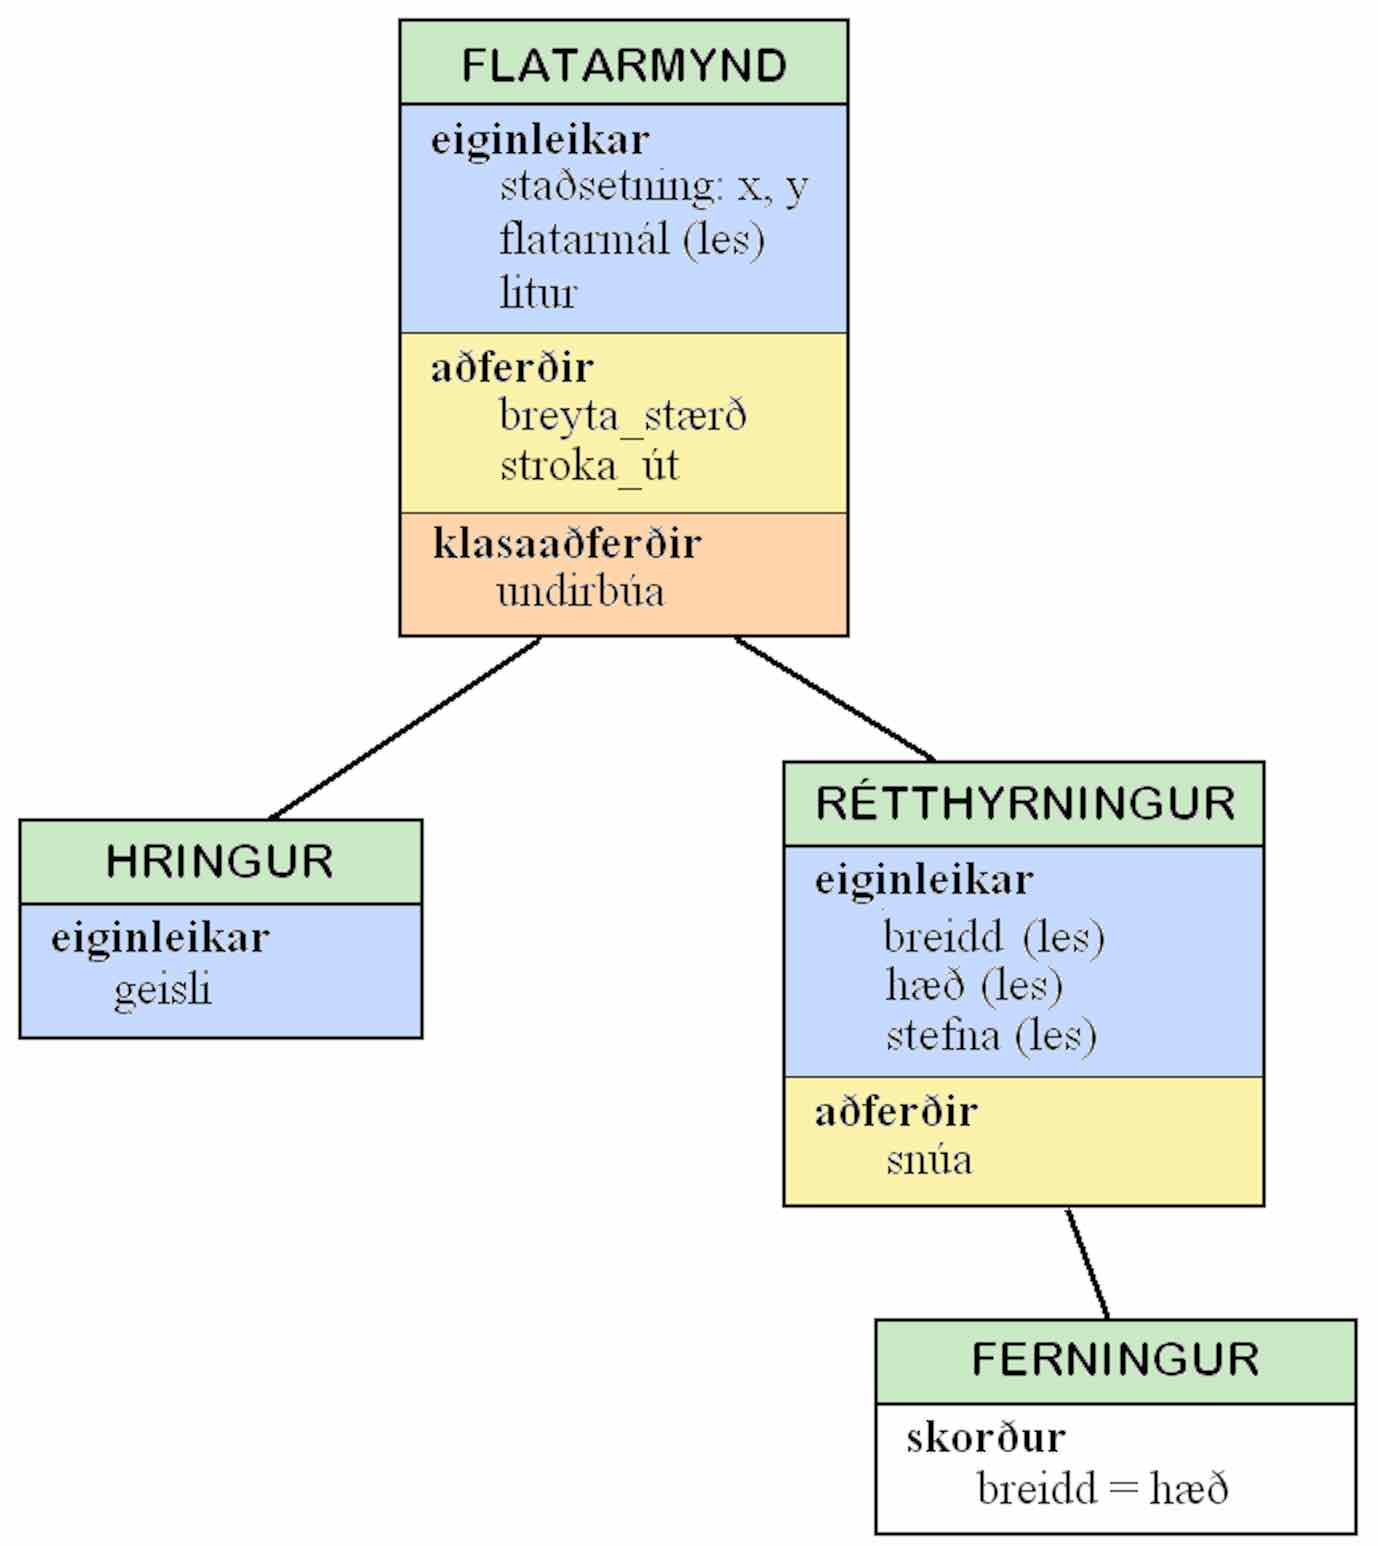 FLATARMYND
eiginleikar
staðsetning: x, y
flatarmál (les)
litur
aðferðir
breyta_stærð
stroka_út
klasaaðferðir
undirbúa
HRINGUR
eiginleikar
geisli
RÉTTHYRNINGUR
eiginleikar
breidd (les)
hæð (les)
stefna (les)
aðferðir
snúa
FERNINGUR
skorður
breidd = hæð